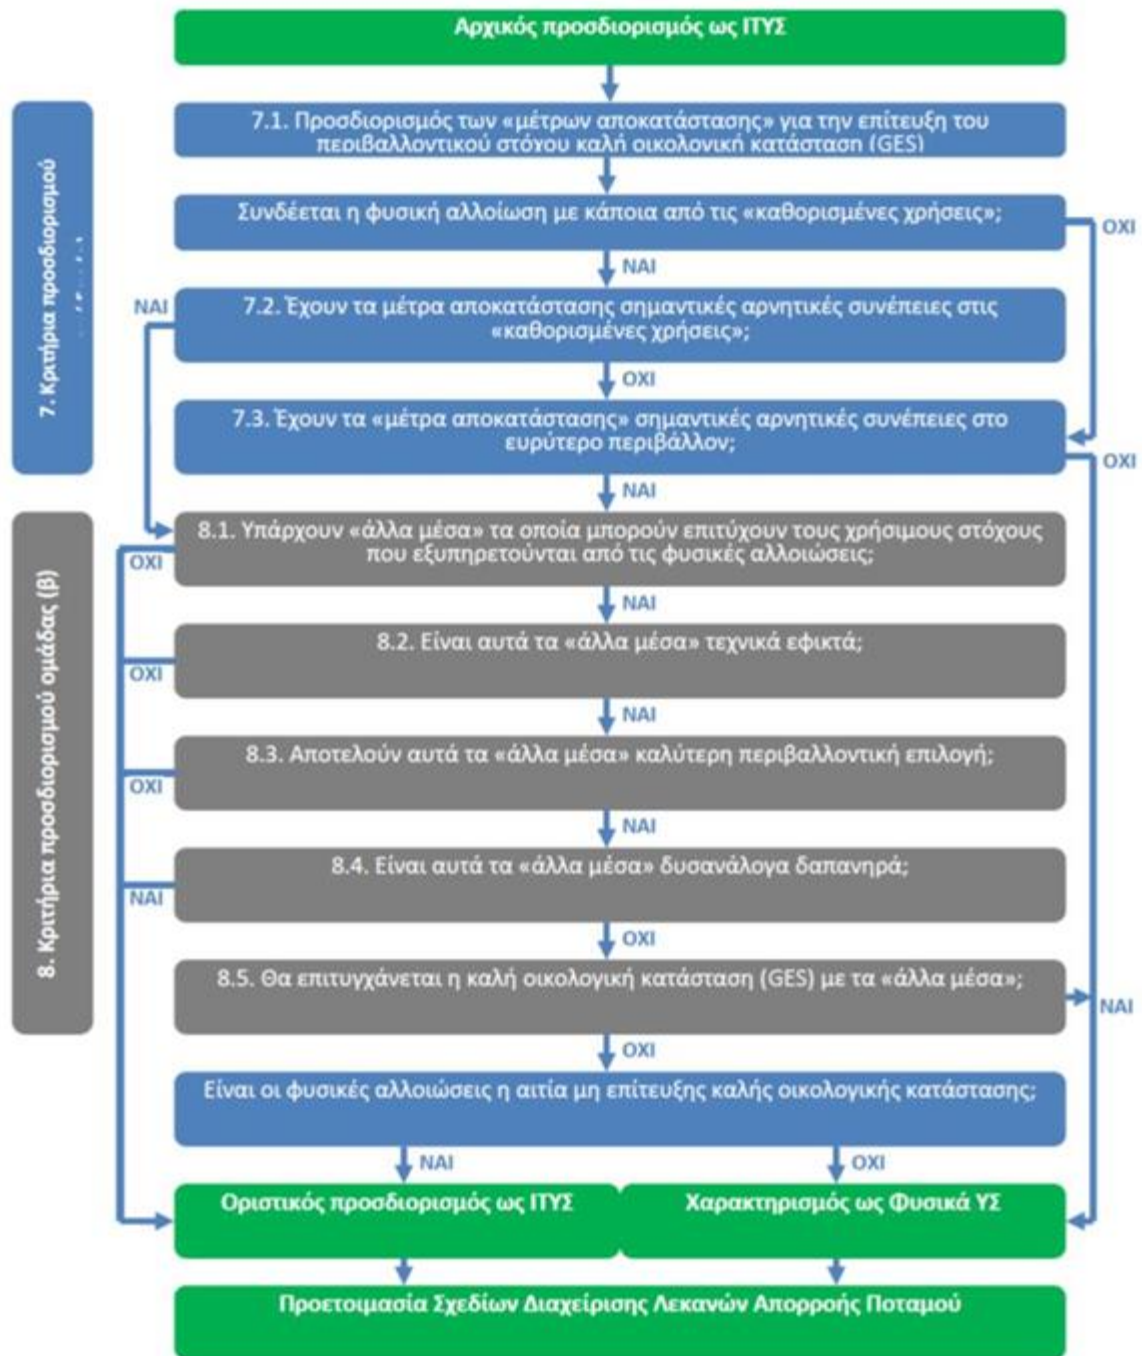 Αρχικός προσδιορισμός ως ΙΤΥΣ
7. Κριτήρια προσδιορισμού
7.1. Προσδιορισμός των «μέτρων αποκατάστασης» για την επίτευξη του
περιβαλλοντικού στόχου καλή οικολογική κατάσταση (GES)
Συνδέεται η φυσική αλλοίωση με κάποια από τις «καθορισμένες χρήσεις»;
ΟΧΙ
ΝΑΙ
ΝΑΙ
7.2. Έχουν τα μέτρα αποκατάστασης σημαντικές αρνητικές συνέπειες στις
«καθορισμένες χρήσεις»;
ΟΧΙ
7.3. Έχουν τα «μέτρα αποκατάστασης» σημαντικές αρνητικές συνέπειες στο
ευρύτερο περιβάλλον;
ΟΧΙ
ΝΑΙ
8. Κριτήρια προσδιορισμού ομάδας (β)
8.1. Υπάρχουν «άλλα μέσα» τα οποία μπορούν επιτύχουν τους χρήσιμους στόχους
που εξυπηρετούνται από τις φυσικές αλλοιώσεις;
ΟΧΙ
ΝΑΙ
8.2. Είναι αυτά τα «άλλα μέσα» τεχνικά εφικτά;
ΟΧΙ
ΝΑΙ
8.3. Αποτελούν αυτά τα «άλλα μέσα» καλύτερη περιβαλλοντική επιλογή;
ΟΧΙ
ΝΑΙ
8.4. Είναι αυτά τα «άλλα μέσα» δυσανάλογα δαπανηρά;
ΝΑΙ
ΟΧΙ
8.5. Θα επιτυγχάνεται η καλή οικολογική κατάσταση (GES) με τα «άλλα μέσα»;
ΝΑΙ
ΟΧΙ
Είναι οι φυσικές αλλοιώσεις η αιτία μη επίτευξης καλής οικολογικής κατάστασης;
ΝΑΙ
ΟΧΙ
Οριστικός προσδιορισμός ως ΙΤΥΣ
Χαρακτηρισμός ως Φυσικά ΥΣ
Προετοιμασία Σχεδίων Διαχείρισης Λεκανών Απορροής Ποταμού